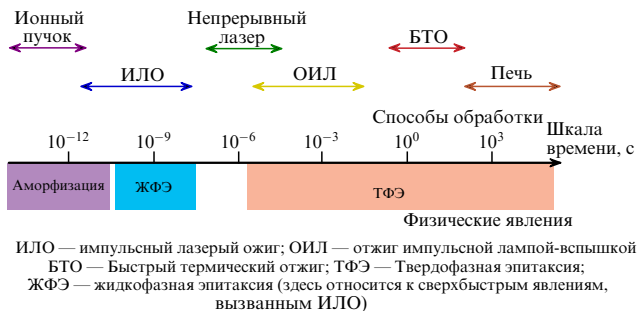 Ионный пучок
Непрерывный лазер
БТО
ИЛО
ОИЛ
Печь
Способы обработки
10⁻¹² 10⁻⁹ 10⁻⁶ 10⁻³ 10⁰ 10³
Шкала времени, с
Аморфизация
ЖФЭ
ТФЭ
Физические явления
ИЛО — импульсный лазерый ожиг; ОИЛ — отжиг импульсной лампой-вспышкой
БТО — Быстрый термический отжиг; ТФЭ — Твердофазная эпитаксия;
ЖФЭ — жидкофазная эпитаксия (здесь относится к сверхбыстрым явлениям,
вызванным ИЛО)